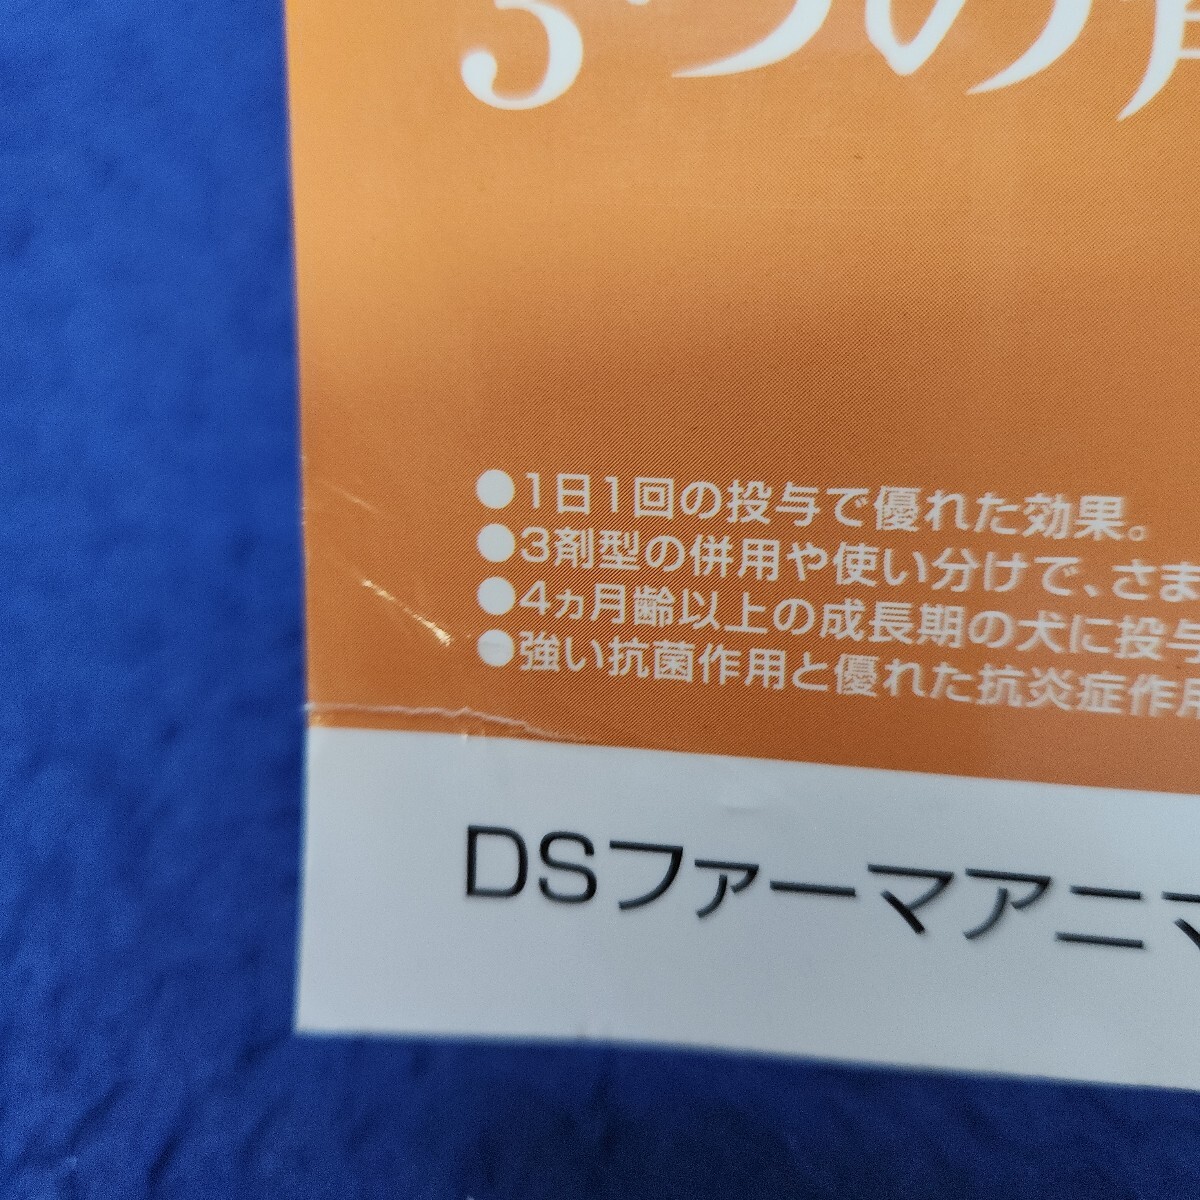 3つの
●1日1回の投与で優れた効果。
●3剤型の併用や使い分けで、さま
●4ヵ月齢以上の成長期の犬に投与
●強い抗菌作用と優れた抗炎症作用
DSファーマアニマ